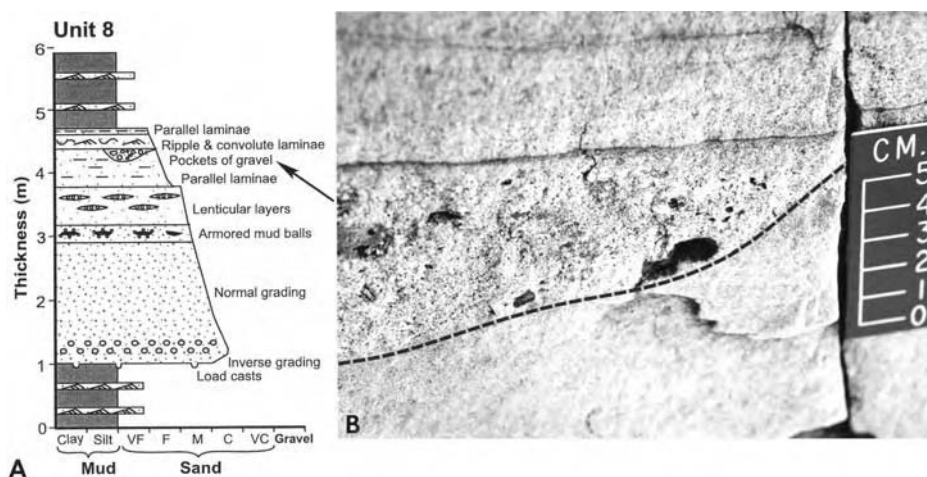 Unit 8
6
5
4
3
2
1
0
Thickness (m)
Parallel laminae
Ripple & convolute laminae
Pockets of gravel
Parallel laminae
Lenticular layers
Armored mud balls
Normal grading
Inverse grading
Load casts
Clay Silt VF F M C VC Gravel
Mud Sand
A
B
CM.
5
4
3
2
1
0